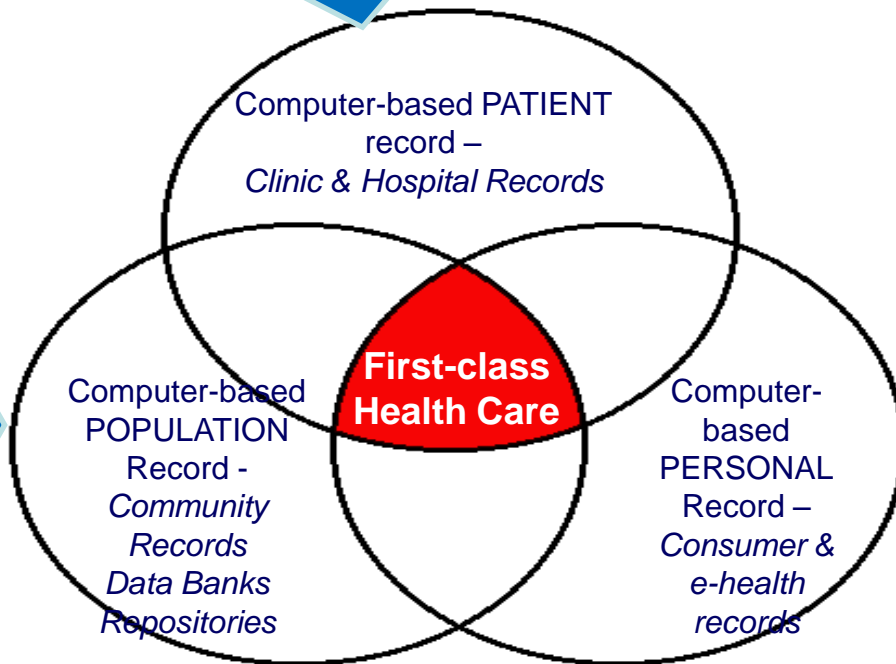 Computer-based PATIENT
record –
Clinic & Hospital Records
First-class
Health Care
Computer-based
POPULATION
Record -
Community
Records
Data Banks
Repositories
Computer-
based
PERSONAL
Record –
Consumer &
e-health
records